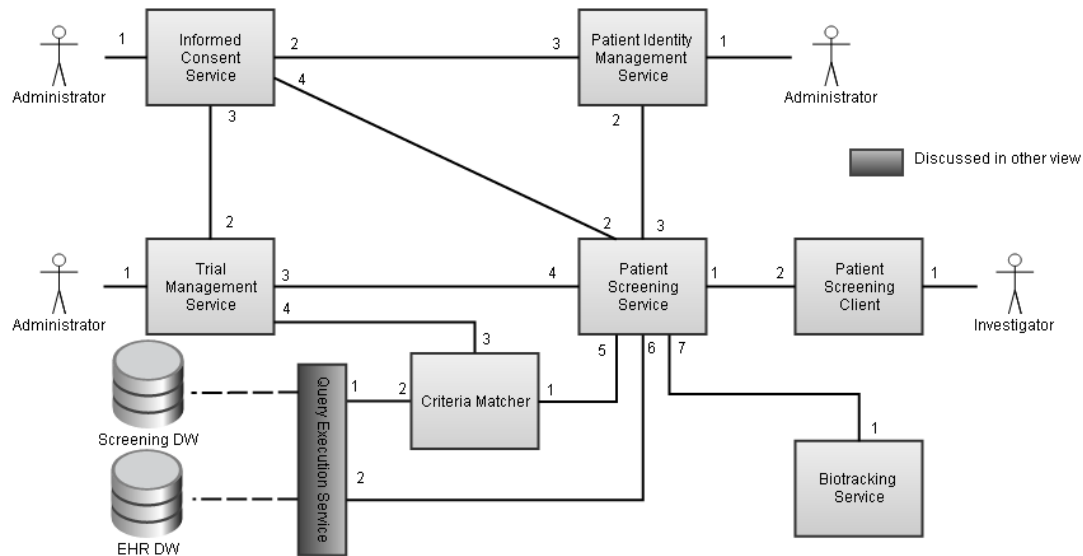 1
Administrator
Informed
Consent
Service
2
3
4
3
Patient Identity
Management
Service
1
2
Administrator
Discussed in other view
2
2
3
1
Administrator
Trial
Management
Service
3
4
4
Patient
Screening
Service
1
2
5
6
7
Patient
Screening
Client
1
Investigator
3
Screening DW
EHR DW
Query Execution Service
1
2
2
Criteria Matcher
1
1
Biotracking
Service